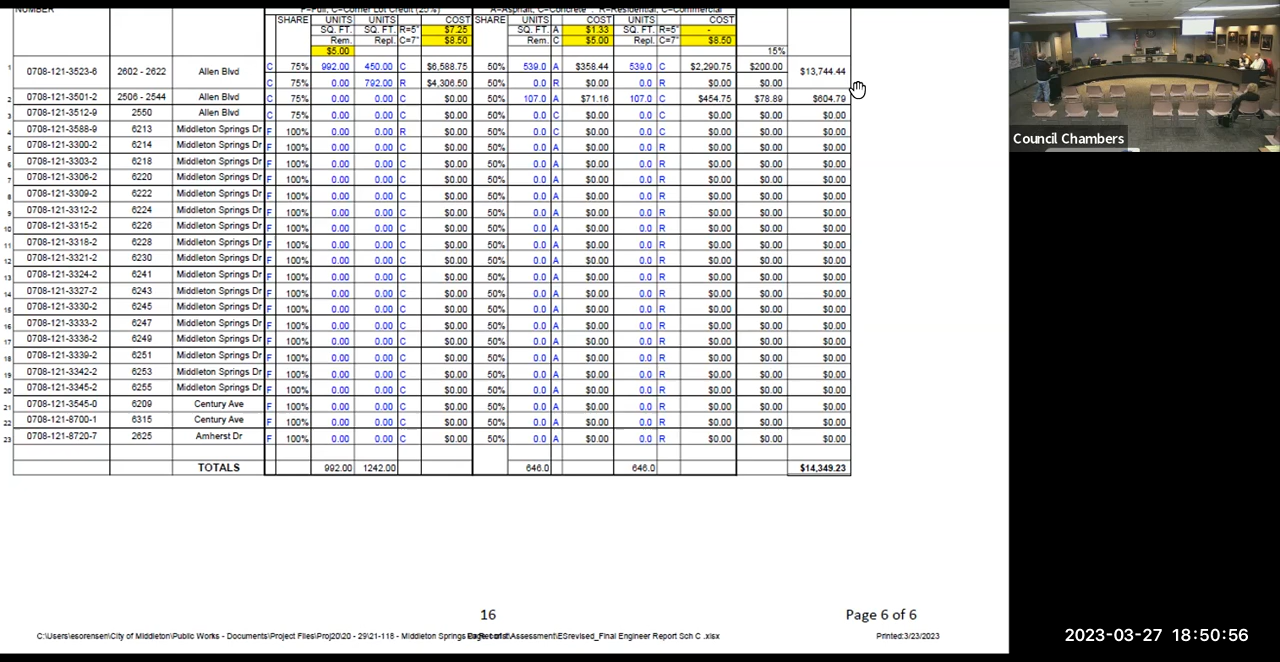 NUMBER F=Full, C=Corner Lot Credit (25%) A=Asphalt, C=Concrete R=Residential, C=Commercial
SHARE UNITS UNITS COST SHARE UNITS COST UNITS COST
SQ. FT. SQ. FT. R=5" $7.25 SQ. FT. A $1.33 SQ. FT. R=5" -
Rem. Repl. C=7" $8.50 Rem. C $5.00 Repl. C=7" $8.50
$5.00 15%
1 0708-121-3523-6 2602 - 2622 Allen Blvd C 75% 992.00 450.00 C $6,588.75 50% 539.0 A $358.44 539.0 C $2,290.75 $200.00 $13,744.44
C 75% 0.00 792.00 R $4,306.50 50% 0.0 R $0.00 0.0 C $0.00 $0.00
2 0708-121-3501-2 2506 - 2544 Allen Blvd C 75% 0.00 0.00 C $0.00 50% 107.0 A $71.16 107.0 C $454.75 $78.89 $604.79
3 0708-121-3512-9 2550 Allen Blvd C 75% 0.00 0.00 C $0.00 50% 0.0 C $0.00 0.0 C $0.00 $0.00 $0.00
4 0708-121-3588-9 6213 Middleton Springs Dr F 100% 0.00 0.00 R $0.00 50% 0.0 C $0.00 0.0 C $0.00 $0.00 $0.00
5 0708-121-3300-2 6214 Middleton Springs Dr F 100% 0.00 0.00 C $0.00 50% 0.0 A $0.00 0.0 R $0.00 $0.00 $0.00
6 0708-121-3303-2 6218 Middleton Springs Dr F 100% 0.00 0.00 C $0.00 50% 0.0 A $0.00 0.0 R $0.00 $0.00 $0.00
7 0708-121-3306-2 6220 Middleton Springs Dr F 100% 0.00 0.00 C $0.00 50% 0.0 A $0.00 0.0 R $0.00 $0.00 $0.00
8 0708-121-3309-2 6222 Middleton Springs Dr F 100% 0.00 0.00 C $0.00 50% 0.0 A $0.00 0.0 R $0.00 $0.00 $0.00
9 0708-121-3312-2 6224 Middleton Springs Dr F 100% 0.00 0.00 C $0.00 50% 0.0 A $0.00 0.0 R $0.00 $0.00 $0.00
10 0708-121-3315-2 6226 Middleton Springs Dr F 100% 0.00 0.00 C $0.00 50% 0.0 A $0.00 0.0 R $0.00 $0.00 $0.00
11 0708-121-3318-2 6228 Middleton Springs Dr F 100% 0.00 0.00 C $0.00 50% 0.0 A $0.00 0.0 R $0.00 $0.00 $0.00
12 0708-121-3321-2 6230 Middleton Springs Dr F 100% 0.00 0.00 C $0.00 50% 0.0 A $0.00 0.0 R $0.00 $0.00 $0.00
13 0708-121-3324-2 6241 Middleton Springs Dr F 100% 0.00 0.00 C $0.00 50% 0.0 A $0.00 0.0 R $0.00 $0.00 $0.00
14 0708-121-3327-2 6243 Middleton Springs Dr F 100% 0.00 0.00 C $0.00 50% 0.0 A $0.00 0.0 R $0.00 $0.00 $0.00
15 0708-121-3330-2 6245 Middleton Springs Dr F 100% 0.00 0.00 C $0.00 50% 0.0 A $0.00 0.0 R $0.00 $0.00 $0.00
16 0708-121-3333-2 6247 Middleton Springs Dr F 100% 0.00 0.00 C $0.00 50% 0.0 A $0.00 0.0 R $0.00 $0.00 $0.00
17 0708-121-3336-2 6249 Middleton Springs Dr F 100% 0.00 0.00 C $0.00 50% 0.0 A $0.00 0.0 R $0.00 $0.00 $0.00
18 0708-121-3339-2 6251 Middleton Springs Dr F 100% 0.00 0.00 C $0.00 50% 0.0 A $0.00 0.0 R $0.00 $0.00 $0.00
19 0708-121-3342-2 6253 Middleton Springs Dr F 100% 0.00 0.00 C $0.00 50% 0.0 A $0.00 0.0 R $0.00 $0.00 $0.00
20 0708-121-3345-2 6255 Middleton Springs Dr F 100% 0.00 0.00 C $0.00 50% 0.0 A $0.00 0.0 R $0.00 $0.00 $0.00
21 0708-121-3545-0 6209 Century Ave F 100% 0.00 0.00 C $0.00 50% 0.0 A $0.00 0.0 R $0.00 $0.00 $0.00
22 0708-121-8700-1 6315 Century Ave F 100% 0.00 0.00 C $0.00 50% 0.0 A $0.00 0.0 R $0.00 $0.00 $0.00
23 0708-121-8720-7 2625 Amherst Dr F 100% 0.00 0.00 C $0.00 50% 0.0 A $0.00 0.0 R $0.00 $0.00 $0.00
TOTALS 992.00 1242.00 646.0 646.0 $14,349.23
16 Page 6 of 6
C:\Users\esorensen\City of Middleton\Public Works - Documents\Project Files\Proj20\20 - 29\21-118 - Middleton Springs Assessment\ESrevised_Final Engineer Report Sch C .xlsx Printed:3/23/2023
Council Chambers
2023-03-27 18:50:56